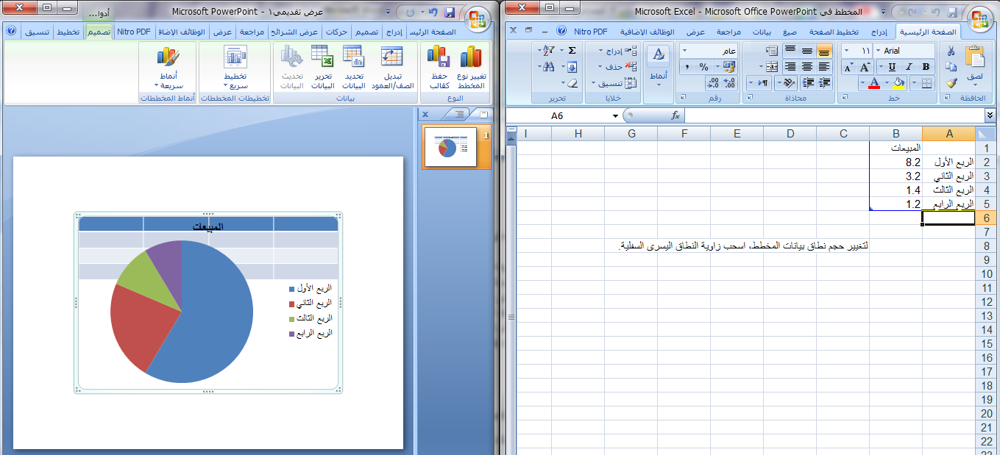 المخطط في Microsoft Excel - Microsoft Office PowerPoint
الصفحة الرئيسية إدراج تخطيط الصفحة صيغ بيانات مراجعة عرض الوظائف الإضافية Nitro PDF
Arial ١١ عام إدراج
لصق B I U % أنماط حذف
تنسيق
الحافظة خط محاذاة رقم خلايا تحرير
A6 fx
A B C D E F G H I
1 المبيعات
2 الربع الأول 8.2
3 الربع الثاني 3.2
4 الربع الثالث 1.4
5 الربع الرابع 1.2
6
7
8 لتغيير حجم نطاق بيانات المخطط، اسحب زاوية النطاق اليسرى السفلية.
9
10
11
12
13
14
15
16
17
18
19
20
21
22
عرض تقديمي١ - Microsoft PowerPoint
أدوا...
الصفحة الرئيس إدراج تصميم حركات عرض الشرائح مراجعة عرض الوظائف الإضاف Nitro PDF تصميم تخطيط تنسيق
تغيير نوع المخطط
حفظ كقالب
تبديل الصف/العمود
تحديد البيانات
تحرير البيانات
تحديث البيانات
تخطيط سريع
أنماط سريعة
النوع بيانات تخطيطات المخططات أنماط المخططات
1
المبيعات
الربع الأول
الربع الثاني
الربع الثالث
الربع الرابع